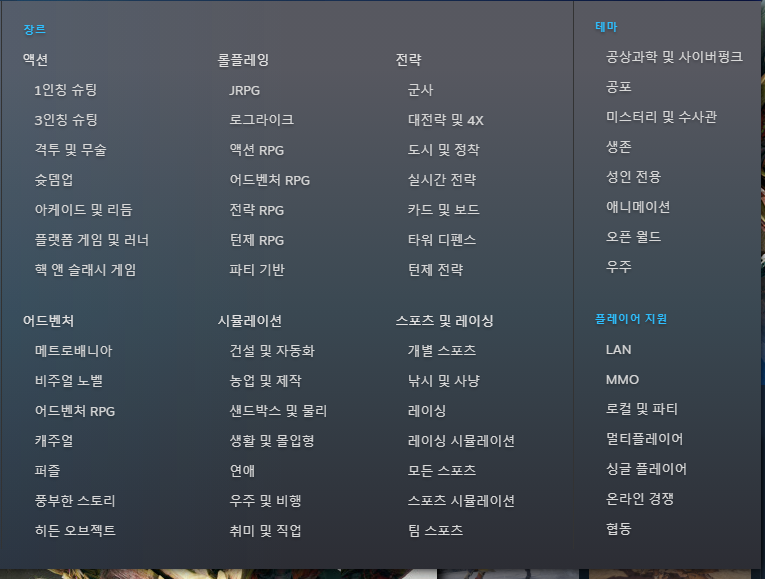 장르
액션
1인칭 슈팅
3인칭 슈팅
격투 및 무술
슛뎀업
아케이드 및 리듬
플랫폼 게임 및 러너
핵 앤 슬래시 게임
롤플레잉
JRPG
로그라이크
액션 RPG
어드벤처 RPG
전략 RPG
턴제 RPG
파티 기반
전략
군사
대전략 및 4X
도시 및 정착
실시간 전략
카드 및 보드
타워 디펜스
턴제 전략
어드벤처
메트로배니아
비주얼 노벨
어드벤처 RPG
캐주얼
퍼즐
풍부한 스토리
히든 오브젝트
시뮬레이션
건설 및 자동화
농업 및 제작
샌드박스 및 물리
생활 및 몰입형
연애
우주 및 비행
취미 및 직업
스포츠 및 레이싱
개별 스포츠
낚시 및 사냥
레이싱
레이싱 시뮬레이션
모든 스포츠
스포츠 시뮬레이션
팀 스포츠
테마
공상과학 및 사이버펑크
공포
미스터리 및 수사관
생존
성인 전용
애니메이션
오픈 월드
우주
플레이어 지원
LAN
MMO
로컬 및 파티
멀티플레이어
싱글 플레이어
온라인 경쟁
협동